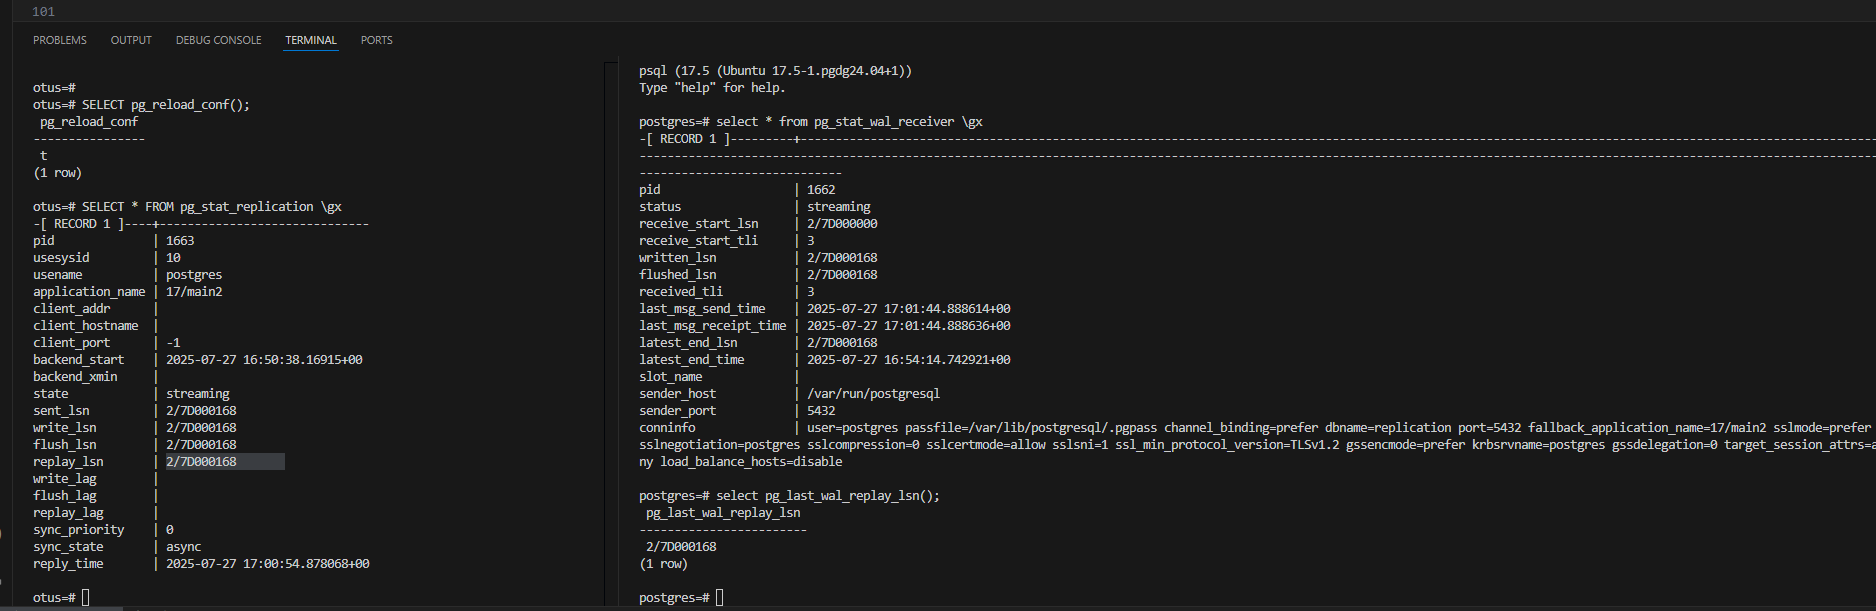 101
PROBLEMS OUTPUT DEBUG CONSOLE TERMINAL PORTS
otus=#
otus=# SELECT pg_reload_conf();
 pg_reload_conf
----------------
 t
(1 row)

otus=# SELECT * FROM pg_stat_replication \gx
-[ RECORD 1 ]----+------------------------------
pid              | 1663
usesysid         | 10
usename          | postgres
application_name | 17/main2
client_addr      |
client_hostname  |
client_port      | -1
backend_start    | 2025-07-27 16:50:38.16915+00
backend_xmin     |
state            | streaming
sent_lsn         | 2/7D000168
write_lsn        | 2/7D000168
flush_lsn        | 2/7D000168
replay_lsn       | 2/7D000168
write_lag        |
flush_lag        |
replay_lag       |
sync_priority    | 0
sync_state       | async
reply_time       | 2025-07-27 17:00:54.878068+00

otus=#
psql (17.5 (Ubuntu 17.5-1.pgdg24.04+1))
Type "help" for help.

postgres=# select * from pg_stat_wal_receiver \gx
-[ RECORD 1 ]---------+------------------------------
pid                   | 1662
status                | streaming
receive_start_lsn     | 2/7D000000
receive_start_tli     | 3
written_lsn           | 2/7D000168
flushed_lsn           | 2/7D000168
received_tli          | 3
last_msg_send_time    | 2025-07-27 17:01:44.888614+00
last_msg_receipt_time | 2025-07-27 17:01:44.888636+00
latest_end_lsn        | 2/7D000168
latest_end_time       | 2025-07-27 16:54:14.742921+00
slot_name             |
sender_host           | /var/run/postgresql
sender_port           | 5432
conninfo              | user=postgres passfile=/var/lib/postgresql/.pgpass channel_binding=prefer dbname=replication port=5432 fallback_application_name=17/main2 sslmode=prefer
sslnegotiation=postgres sslcompression=0 sslcertmode=allow sslsni=1 ssl_min_protocol_version=TLSv1.2 gssencmode=prefer krbsrvname=postgres gssdelegation=0 target_session_attrs=a
ny load_balance_hosts=disable

postgres=# select pg_last_wal_replay_lsn();
 pg_last_wal_replay_lsn
------------------------
 2/7D000168
(1 row)

postgres=#